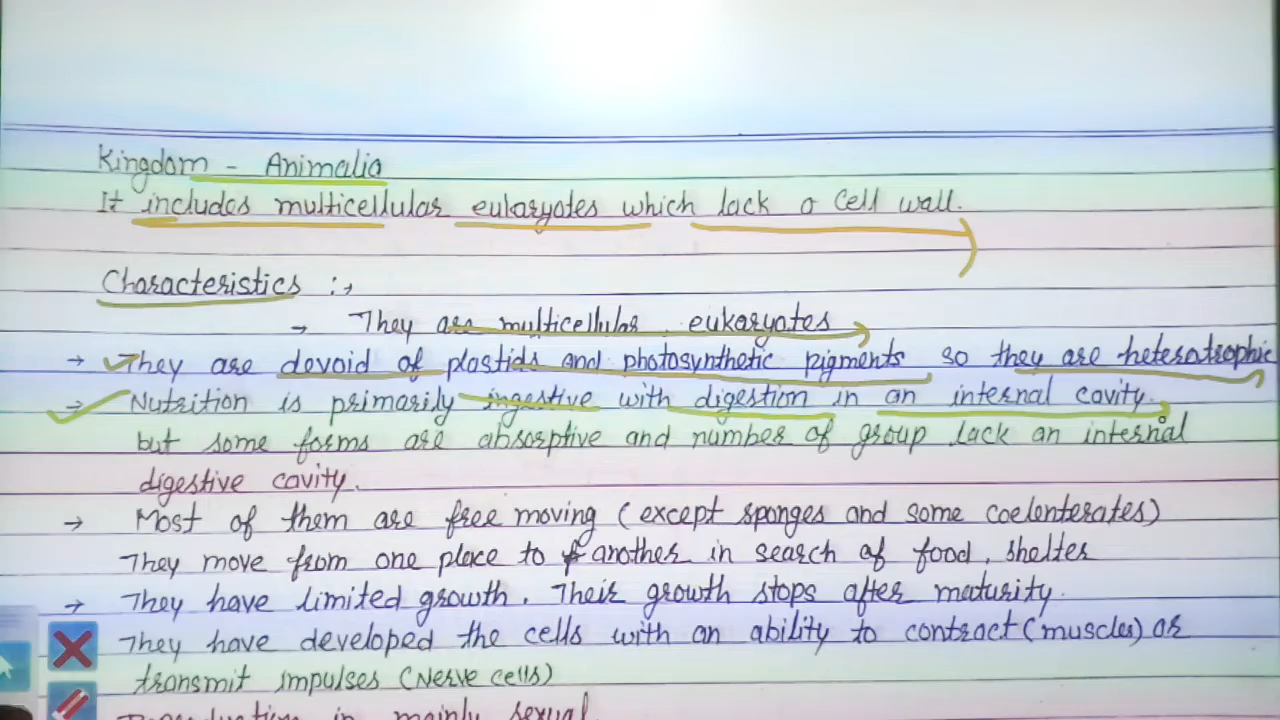 Kingdom - Animalia
It includes multicellular eukaryotes which lack a cell wall.
Characteristics :→
→ They are multicellular eukaryotes
→ They are devoid of plastids and photosynthetic pigments so they are heterotrophic
→ Nutrition is primarily ingestive with digestion in an internal cavity.
but some forms are absorptive and number of group lack an internal
digestive cavity.
→ Most of them are free moving (except sponges and some coelenterates)
They move from one place to another in search of food, shelter
→ They have limited growth. Their growth stops after maturity.
They have developed the cells with an ability to contract (muscles) or
transmit impulses (Nerve cells)
mainly sexual.